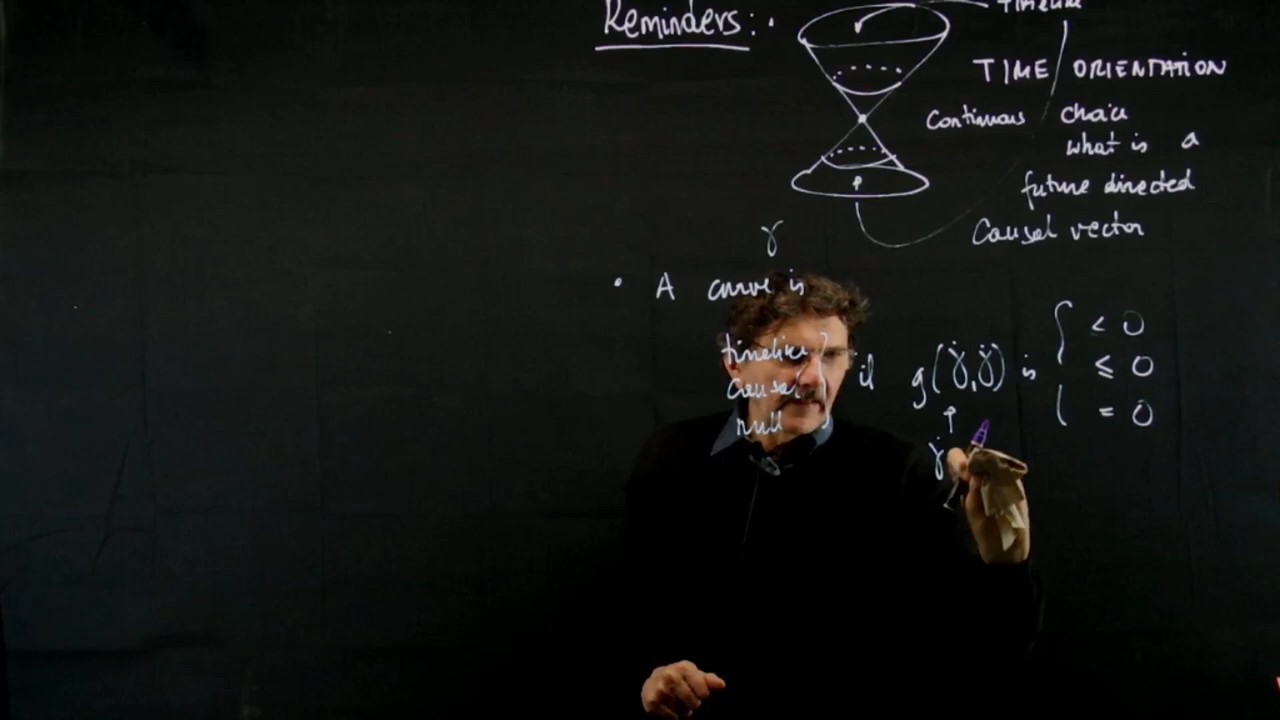 Reminders: •
timelike
TIME ORIENTATION
Continuous choice
what is a
future directed
Causal vector
γ
• A curve is
timelike
causal
null
} if g(γ̇,γ̇) is {
< 0
≤ 0
= 0
γ̇